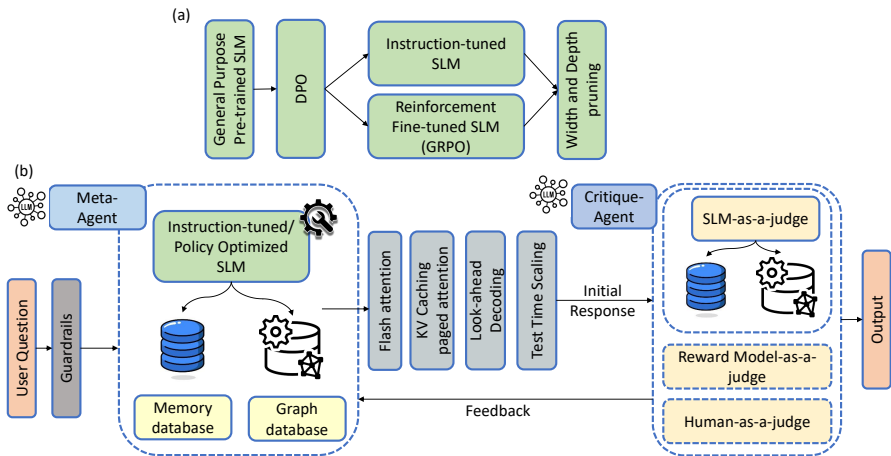 (a)
General Purpose
Pre-trained SLM
DPO
Instruction-tuned
SLM
Reinforcement
Fine-tuned SLM
(GRPO)
Width and Depth
pruning
(b)
LLM
Meta-
Agent
Instruction-tuned/
Policy Optimized
SLM
Memory
database
Graph
database
User Question
Guardrails
Flash attention
KV Caching
paged attention
Look-ahead
Decoding
Test Time Scaling
Initial
Response
Feedback
LLM
Critique-
Agent
SLM-as-a-judge
Reward Model-as-a-
judge
Human-as-a-judge
Output